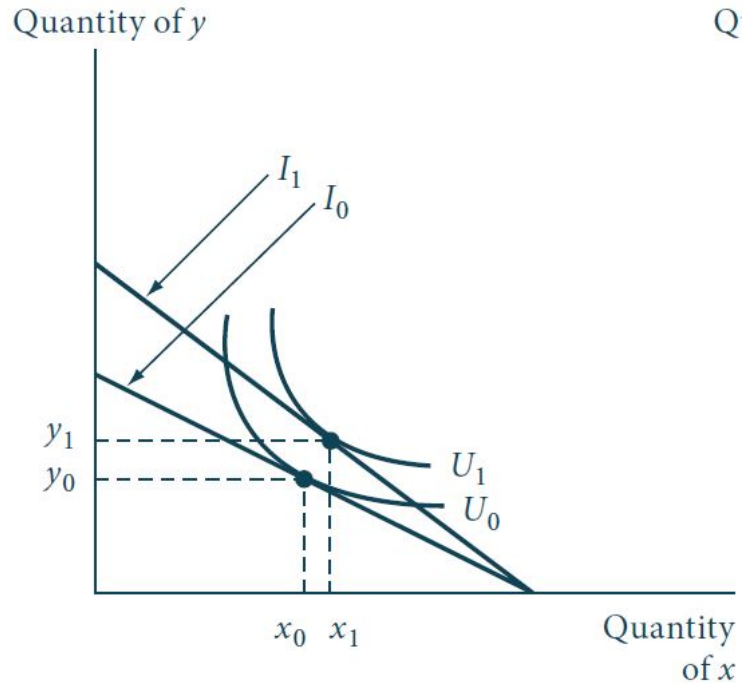 Quantity of y
Q
I₁
I₀
y₁
y₀
U₁
U₀
x₀ x₁
Quantity
of x